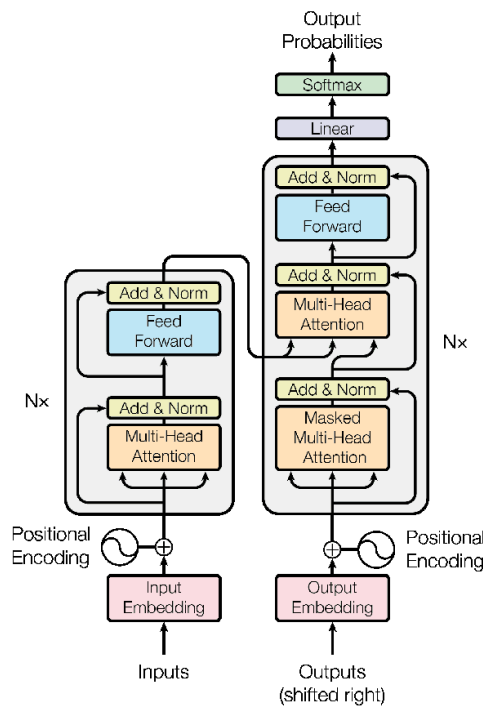 Output
Probabilities
Softmax
Linear
Add & Norm
Feed
Forward
Add & Norm
Multi-Head
Attention
Add & Norm
Masked
Multi-Head
Attention
Nx
Add & Norm
Feed
Forward
Add & Norm
Multi-Head
Attention
Nx
Positional
Encoding
Positional
Encoding
Input
Embedding
Output
Embedding
Inputs
Outputs
(shifted right)